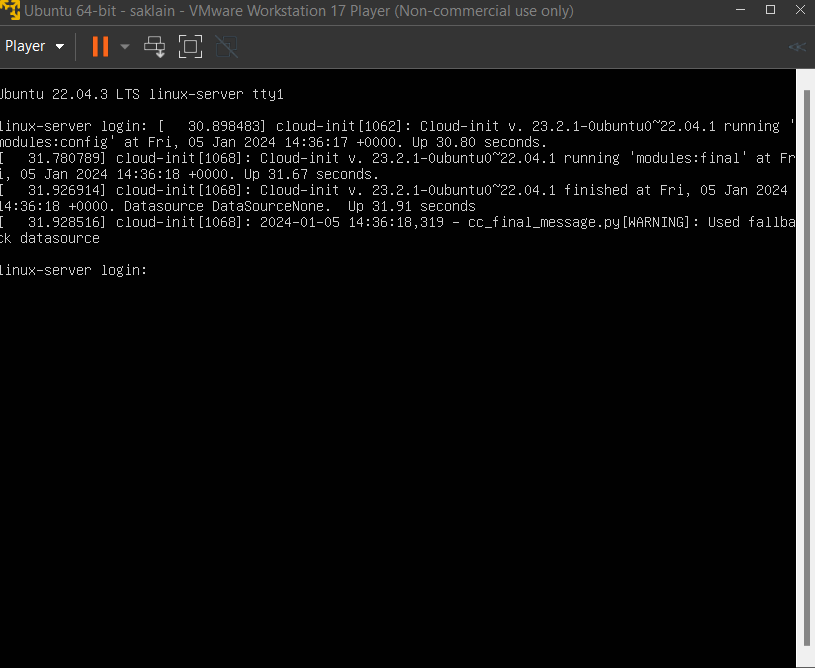 Ubuntu 64-bit - saklain - VMware Workstation 17 Player (Non-commercial use only)
Player
Ubuntu 22.04.3 LTS linux-server tty1
linux-server login: [   30.898483] cloud-init[1062]: Cloud-init v. 23.2.1-0ubuntu0~22.04.1 running '
modules:config' at Fri, 05 Jan 2024 14:36:17 +0000. Up 30.80 seconds.
[   31.780789] cloud-init[1068]: Cloud-init v. 23.2.1-0ubuntu0~22.04.1 running 'modules:final' at Fr
i, 05 Jan 2024 14:36:18 +0000. Up 31.67 seconds.
[   31.926914] cloud-init[1068]: Cloud-init v. 23.2.1-0ubuntu0~22.04.1 finished at Fri, 05 Jan 2024
14:36:18 +0000. Datasource DataSourceNone.  Up 31.91 seconds
[   31.928516] cloud-init[1068]: 2024-01-05 14:36:18,319 - cc_final_message.py[WARNING]: Used fallba
ck datasource
linux-server login: